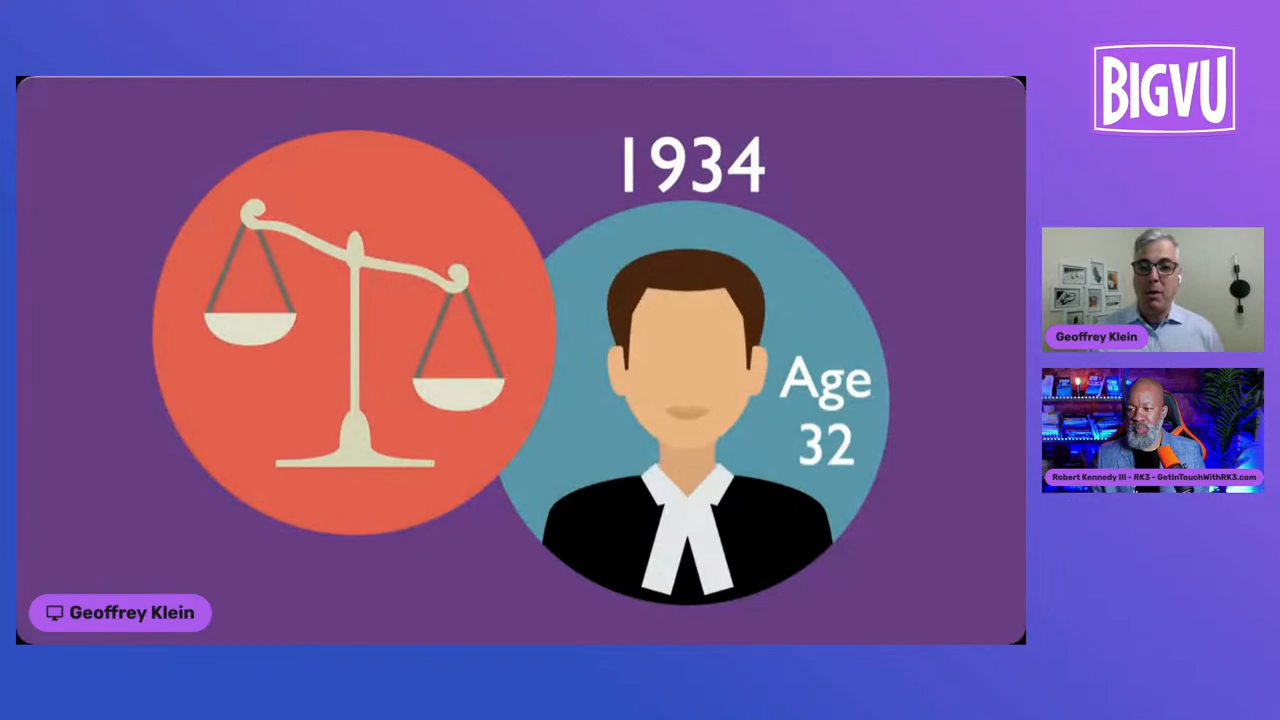 BIGVU
1934
Age
32
Geoffrey Klein
Geoffrey Klein
Robert Kennedy III - RK3 - GetInTouchWithRK3.com